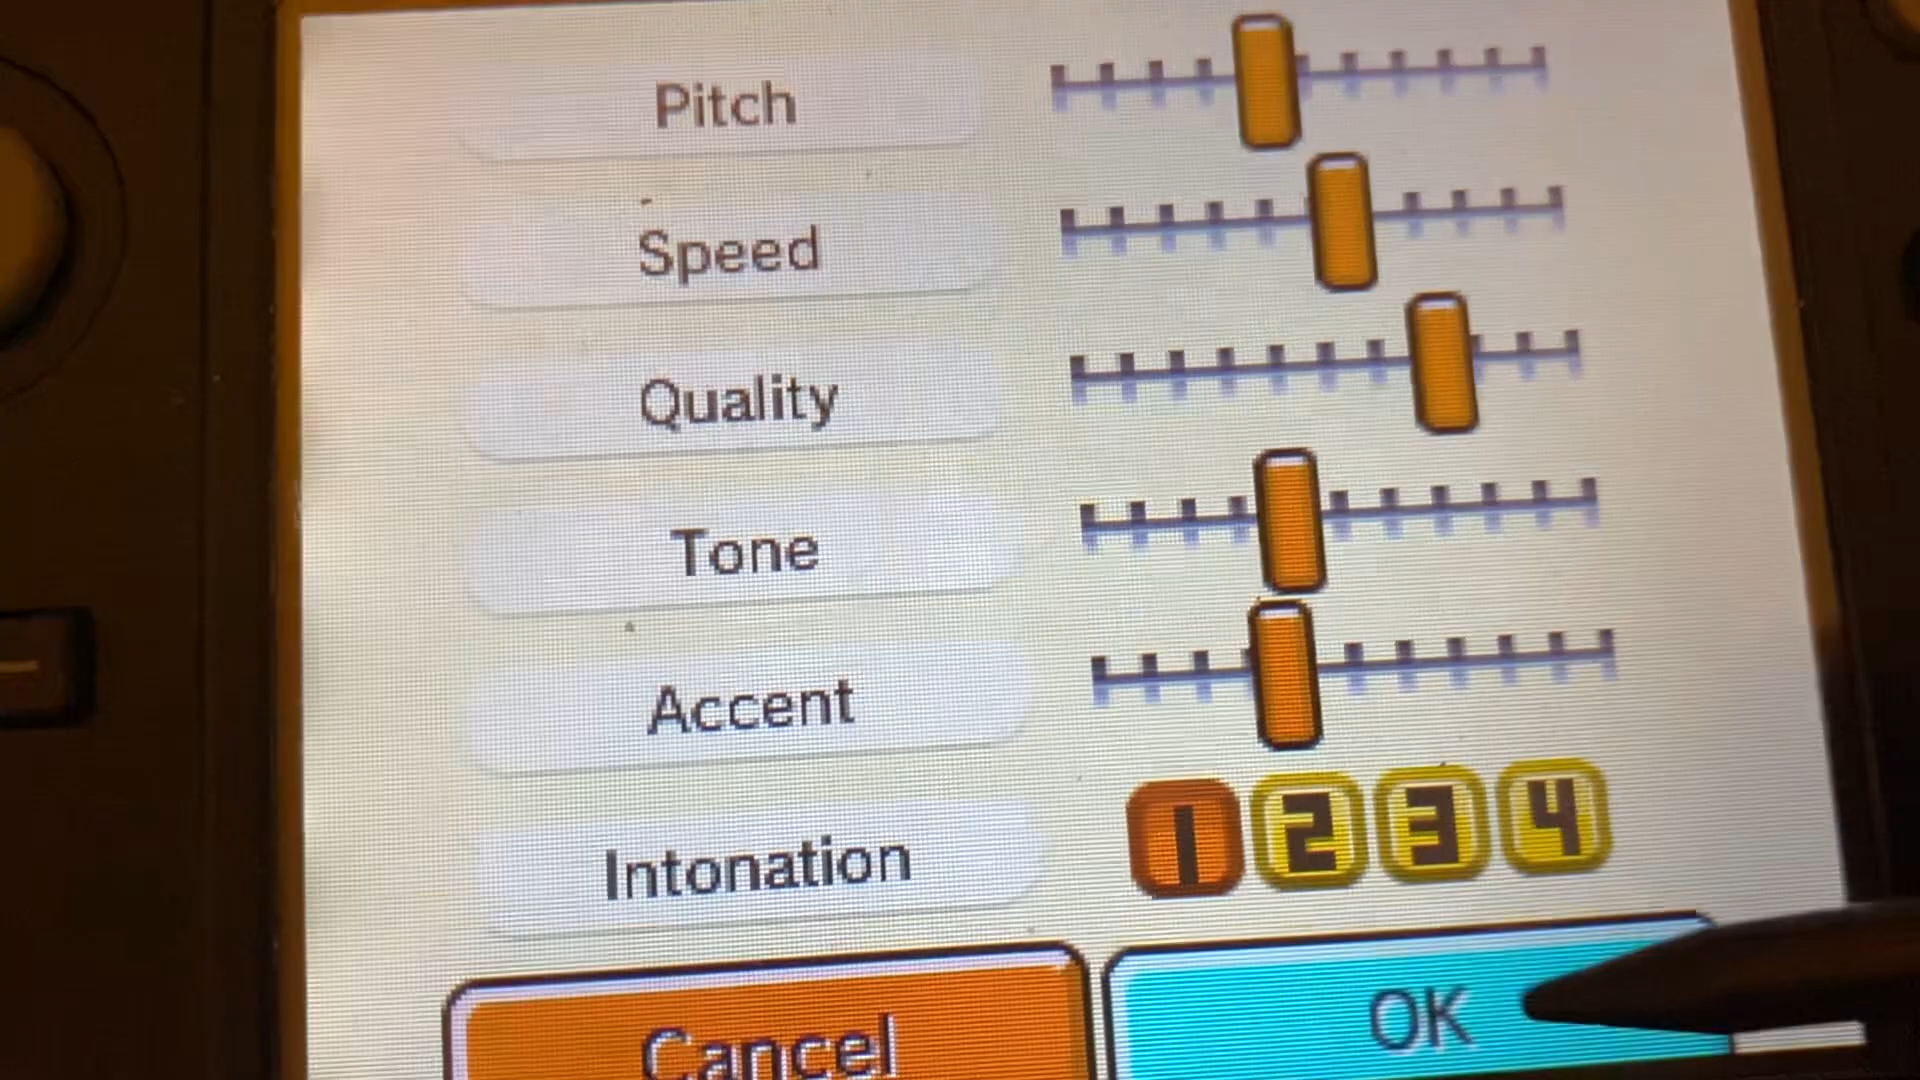 Pitch
Speed
Quality
Tone
Accent
Intonation 1 2 3 4
Cancel OK